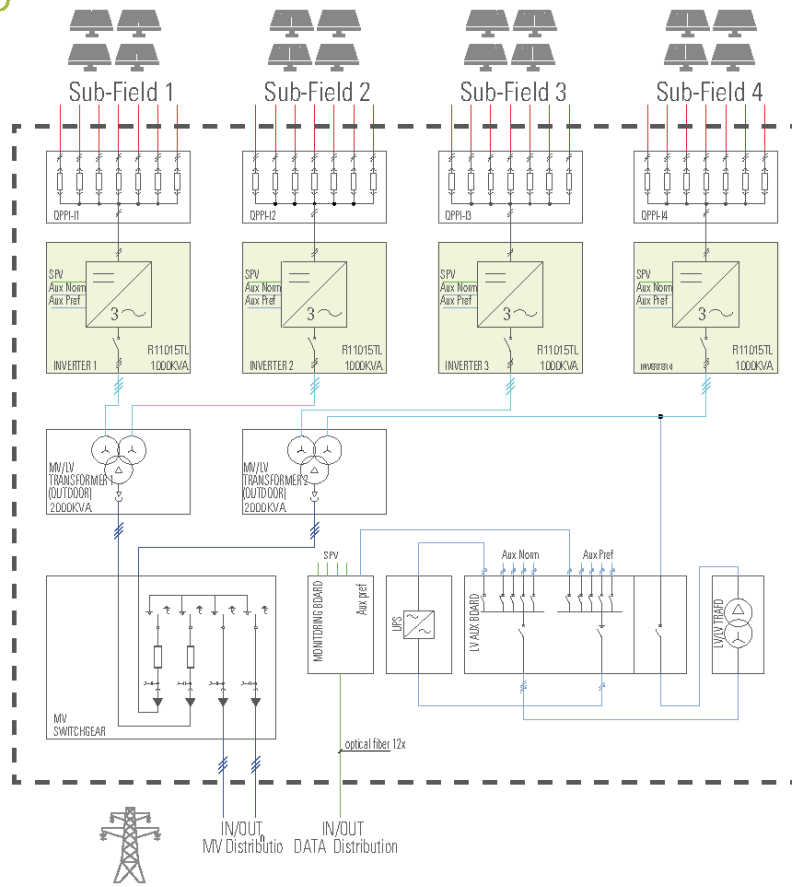 Sub-Field 1
Sub-Field 2
Sub-Field 3
Sub-Field 4
QPPI-I1
QPPI-I2
QPPI-I3
QPPI-I4
SPV
Aux Norm
Aux Pref
3
R11015TL
INVERTER 1
1000KVA
SPV
Aux Norm
Aux Pref
3
R11015TL
INVERTER 2
1000KVA
SPV
Aux Norm
Aux Pref
3
R11015TL
INVERTER 3
1000KVA
SPV
Aux Norm
Aux Pref
3
R11015TL
INVERTER 4
1000KVA
MV/LV
TRANSFORMER 1
(OUTDOOR)
2000KVA
MV/LV
TRANSFORMER 2
(OUTDOOR)
2000KVA
SPV
MONITORING BOARD
Aux pref
UPS
Aux Norm
Aux Pref
LV AUX BOARD
LV/LV TRAFO
MV
SWITCHGEAR
optical fiber 12x
IN/OUT
MV Distributio
n
IN/OUT
DATA Distribution